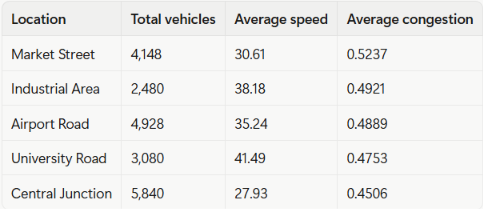 Location Total vehicles Average speed Average congestion
Market Street 4,148 30.61 0.5237
Industrial Area 2,480 38.18 0.4921
Airport Road 4,928 35.24 0.4889
University Road 3,080 41.49 0.4753
Central Junction 5,840 27.93 0.4506